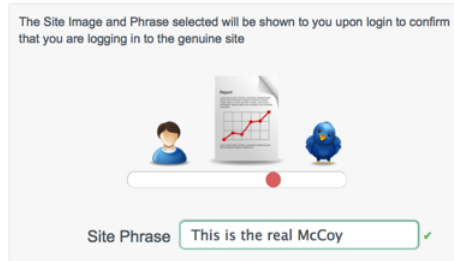 The Site Image and Phrase selected will be shown to you upon login to confirm
that you are logging in to the genuine site
Report
Site Phrase
This is the real McCoy